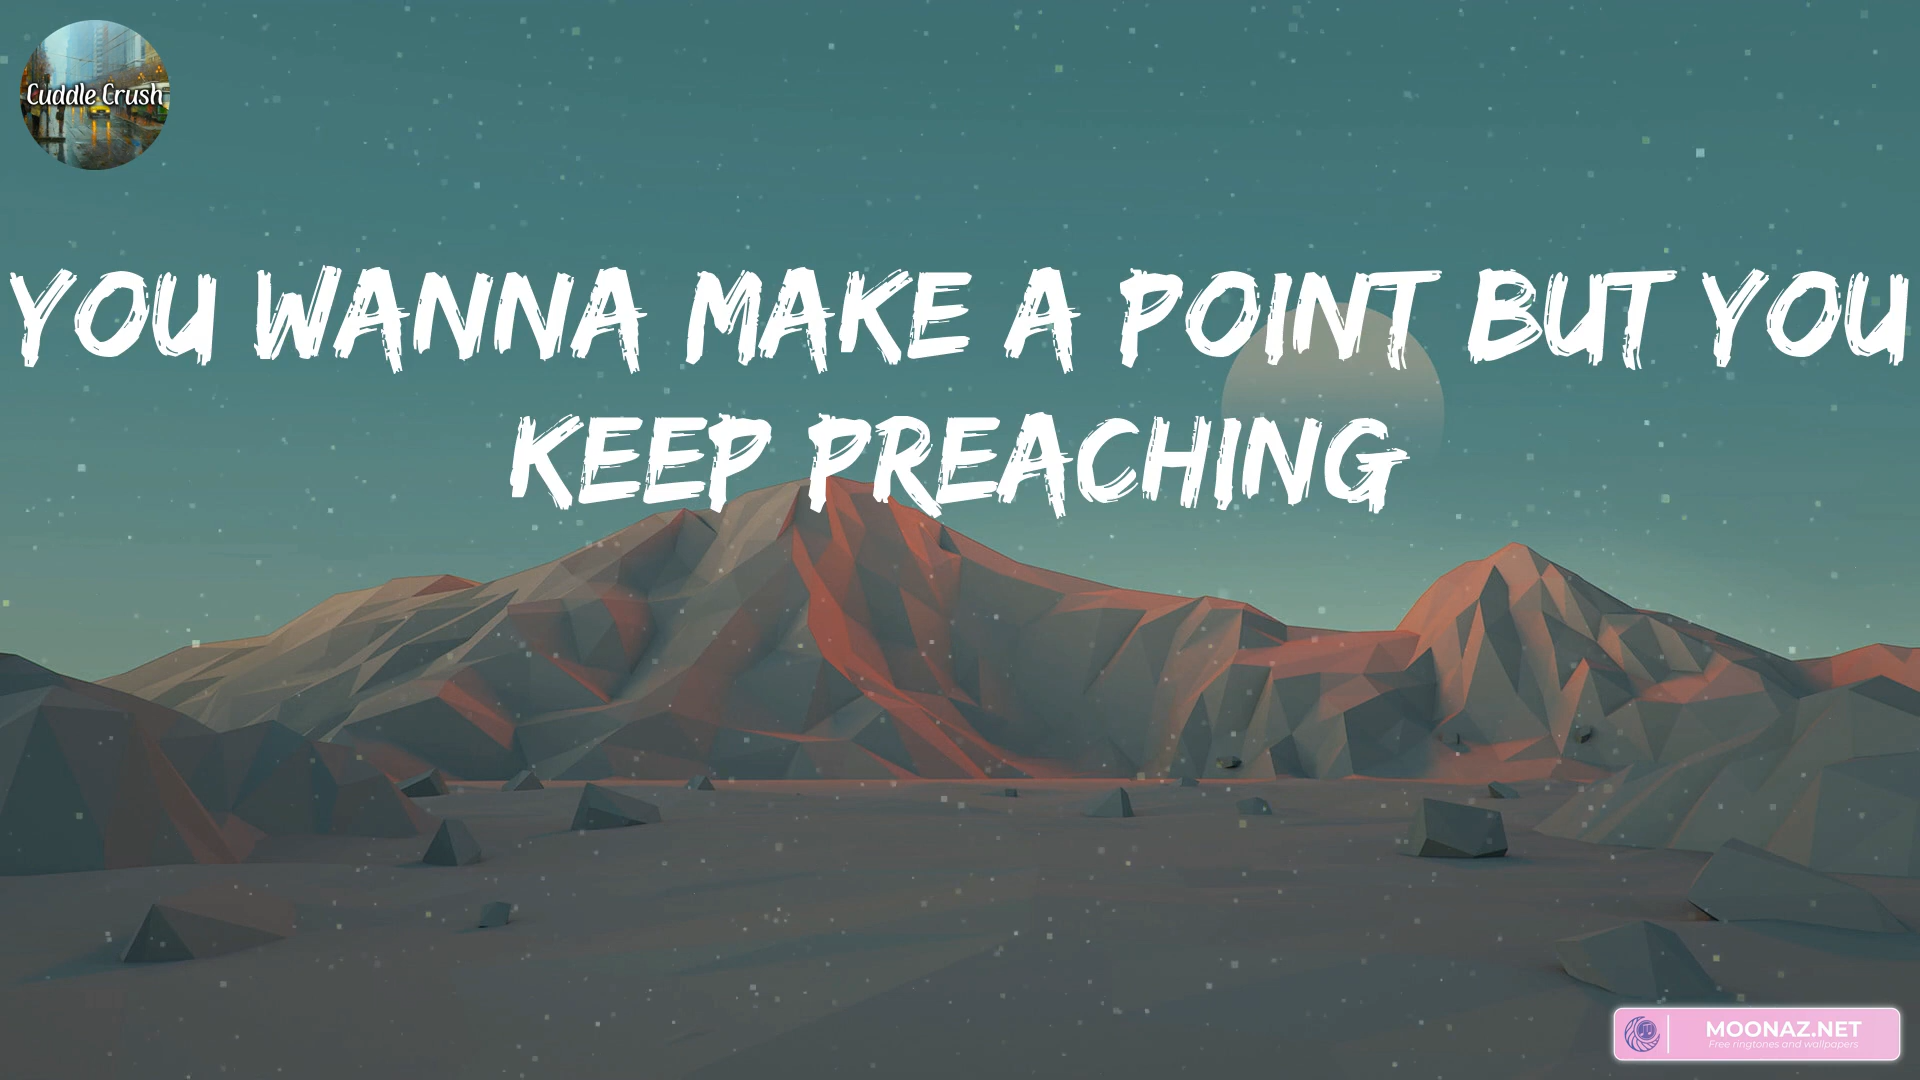 Cuddle Crush
YOU WANNA MAKE A POINT BUT YOU
KEEP PREACHING
MOONAZ.NET
Free ringtones and wallpapers